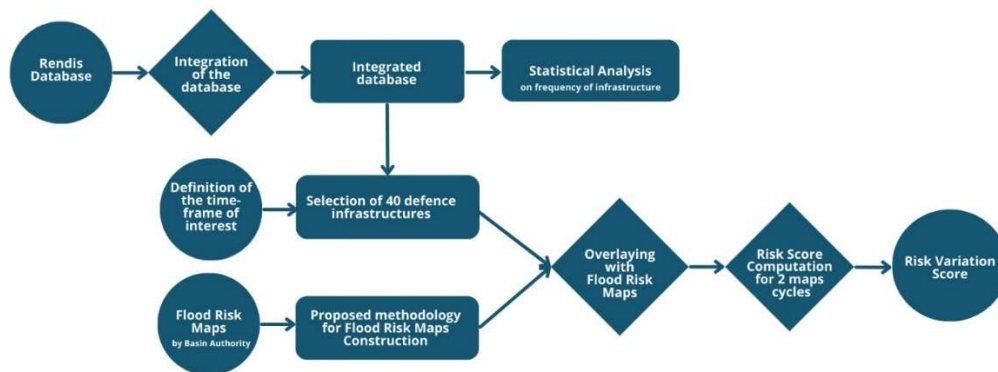 Rendis
Database
Integration
of the
database
Integrated
database
Statistical Analysis
on frequency of infrastructure
Definition of
the time-
frame of
interest
Selection of 40 defence
infrastructures
Flood Risk
Maps
by Basin Authority
Proposed methodology
for Flood Risk Maps
Construction
Overlaying
with
Flood Risk
Maps
Risk Score
Computation
for 2 maps
cycles
Risk Variation
Score